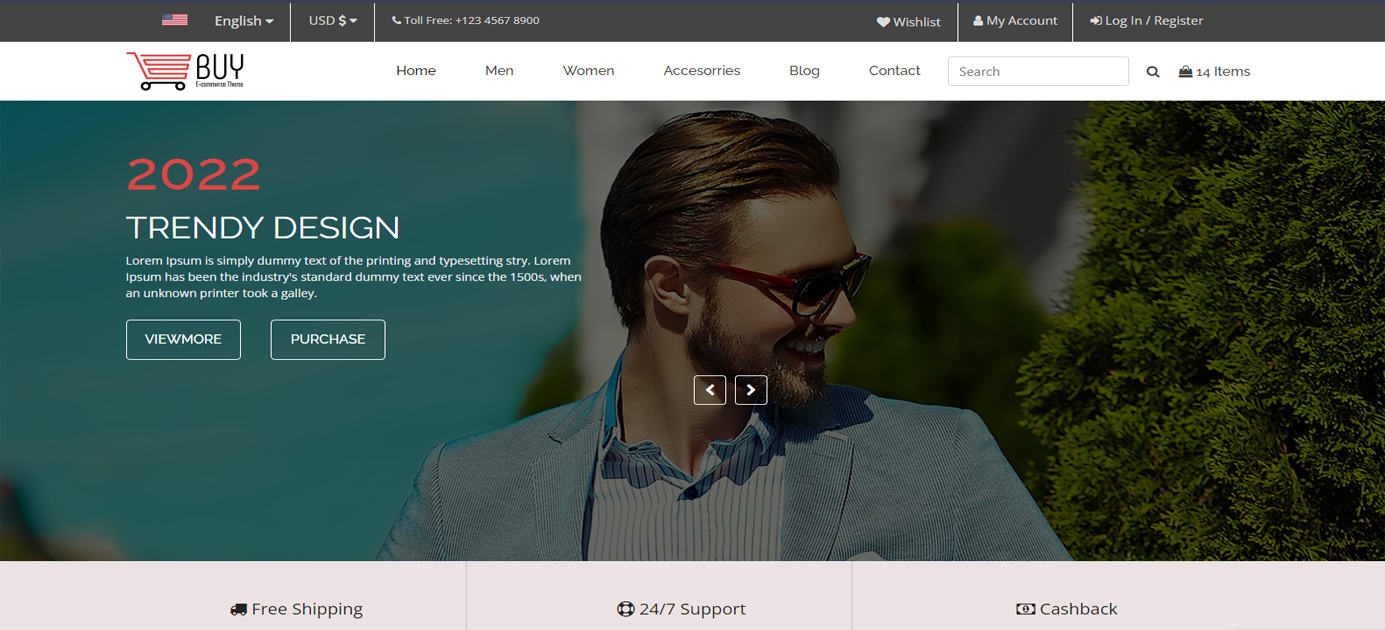 English USD $ Toll Free: +123 4567 8900 Wishlist My Account Log In / Register
BUY
E-commerce Theme
Home Men Women Accesorries Blog Contact Search 14 Items
2022
TRENDY DESIGN
Lorem Ipsum is simply dummy text of the printing and typesetting stry. Lorem
Ipsum has been the industry's standard dummy text ever since the 1500s, when
an unknown printer took a galley.
VIEWMORE PURCHASE
Free Shipping 24/7 Support Cashback